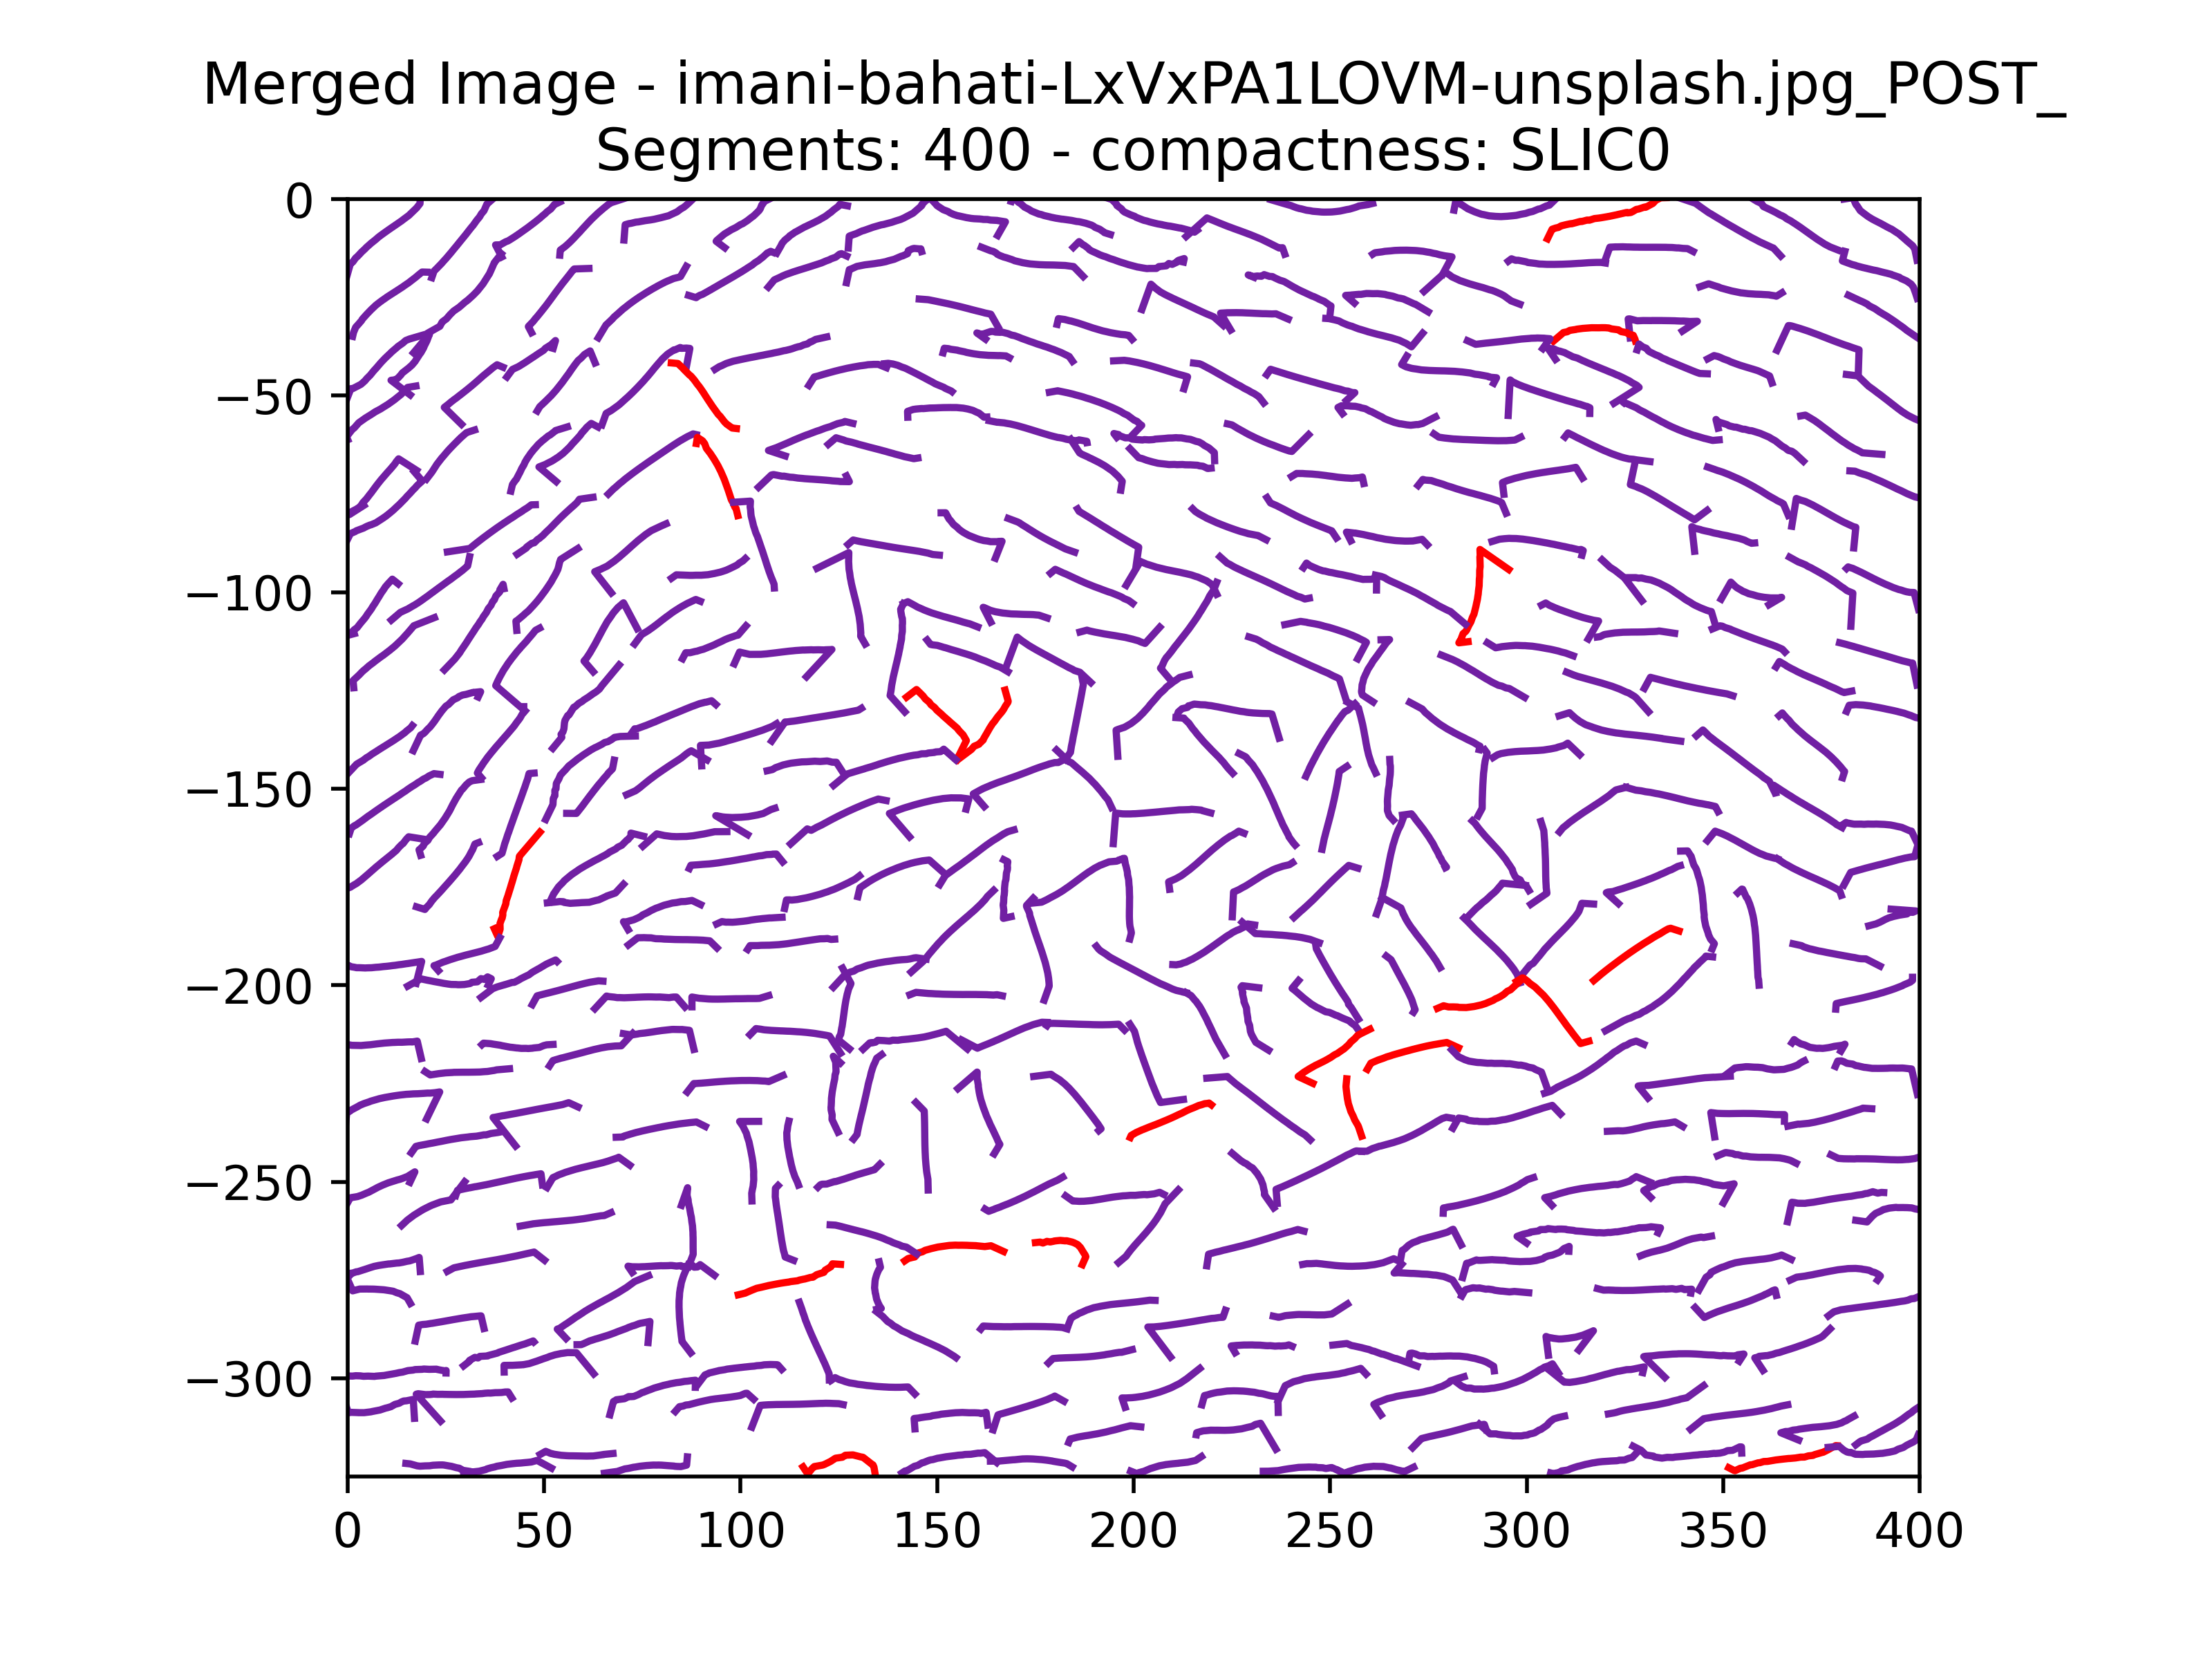 Merged Image - imani-bahati-LxVxPA1LOVM-unsplash.jpg_POST_
Segments: 400 - compactness: SLIC0
0
−50
−100
−150
−200
−250
−300
0 50 100 150 200 250 300 350 400